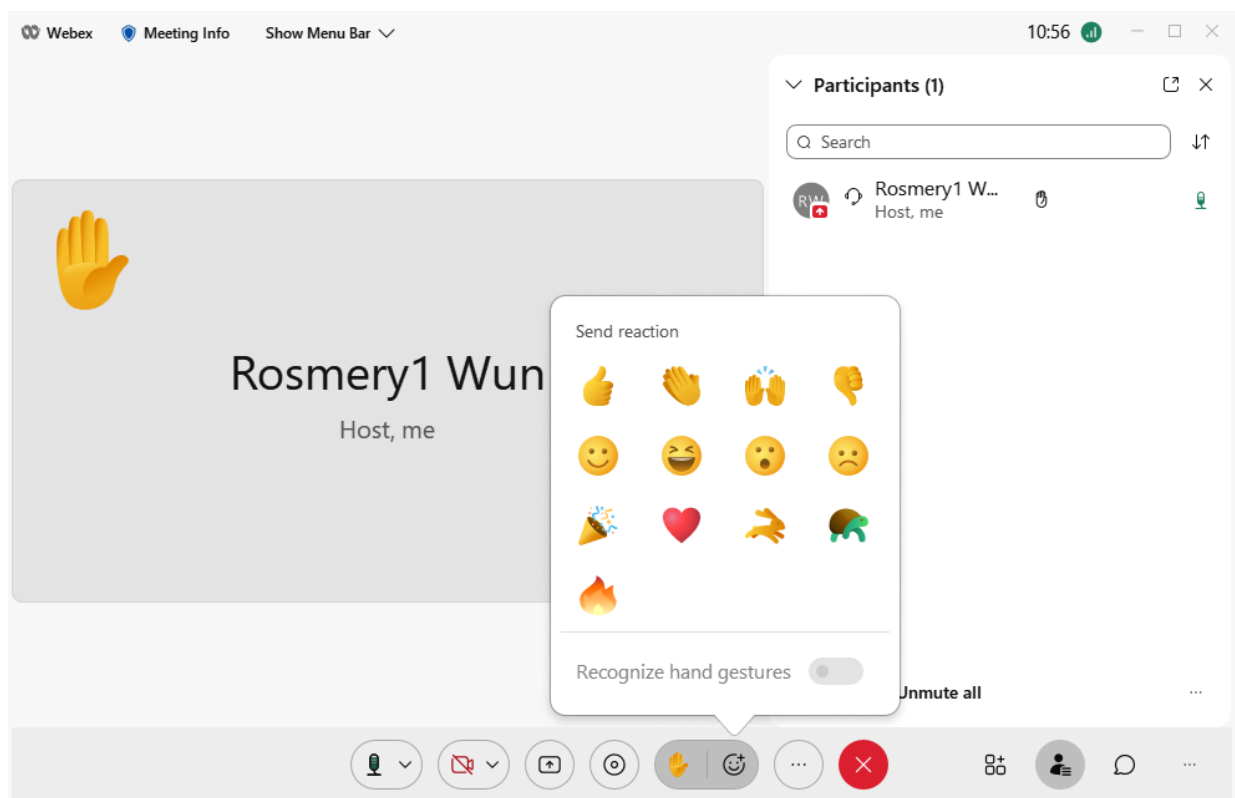 Webex Meeting Info Show Menu Bar 10:56
Participants (1)
Search
RW Rosmery1 W...
Host, me
Rosmery1 Wun
Host, me
Send reaction
Recognize hand gestures
Unmute all